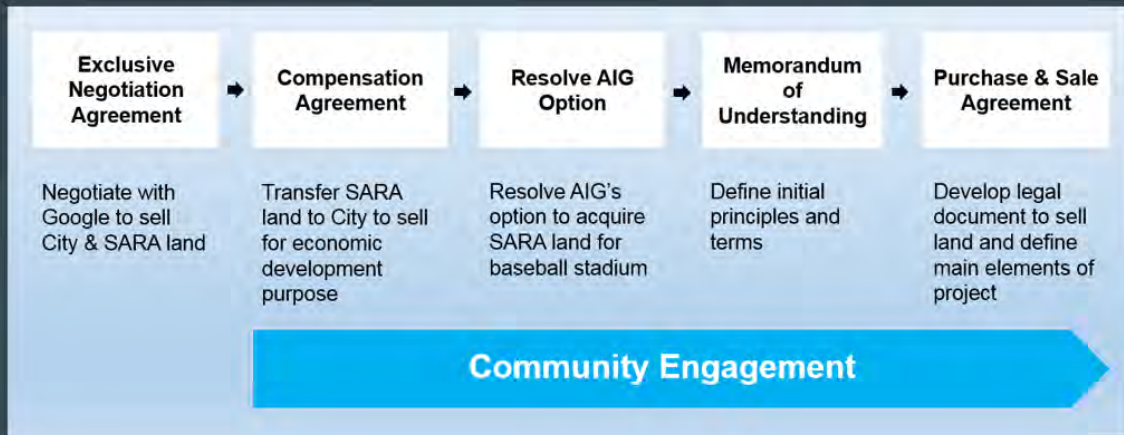 Exclusive
Negotiation
Agreement
Compensation
Agreement
Resolve AIG
Option
Memorandum
of
Understanding
Purchase & Sale
Agreement
Negotiate with
Google to sell
City & SARA land
Transfer SARA
land to City to sell
for economic
development
purpose
Resolve AIG's
option to acquire
SARA land for
baseball stadium
Define initial
principles and
terms
Develop legal
document to sell
land and define
main elements of
project
Community Engagement